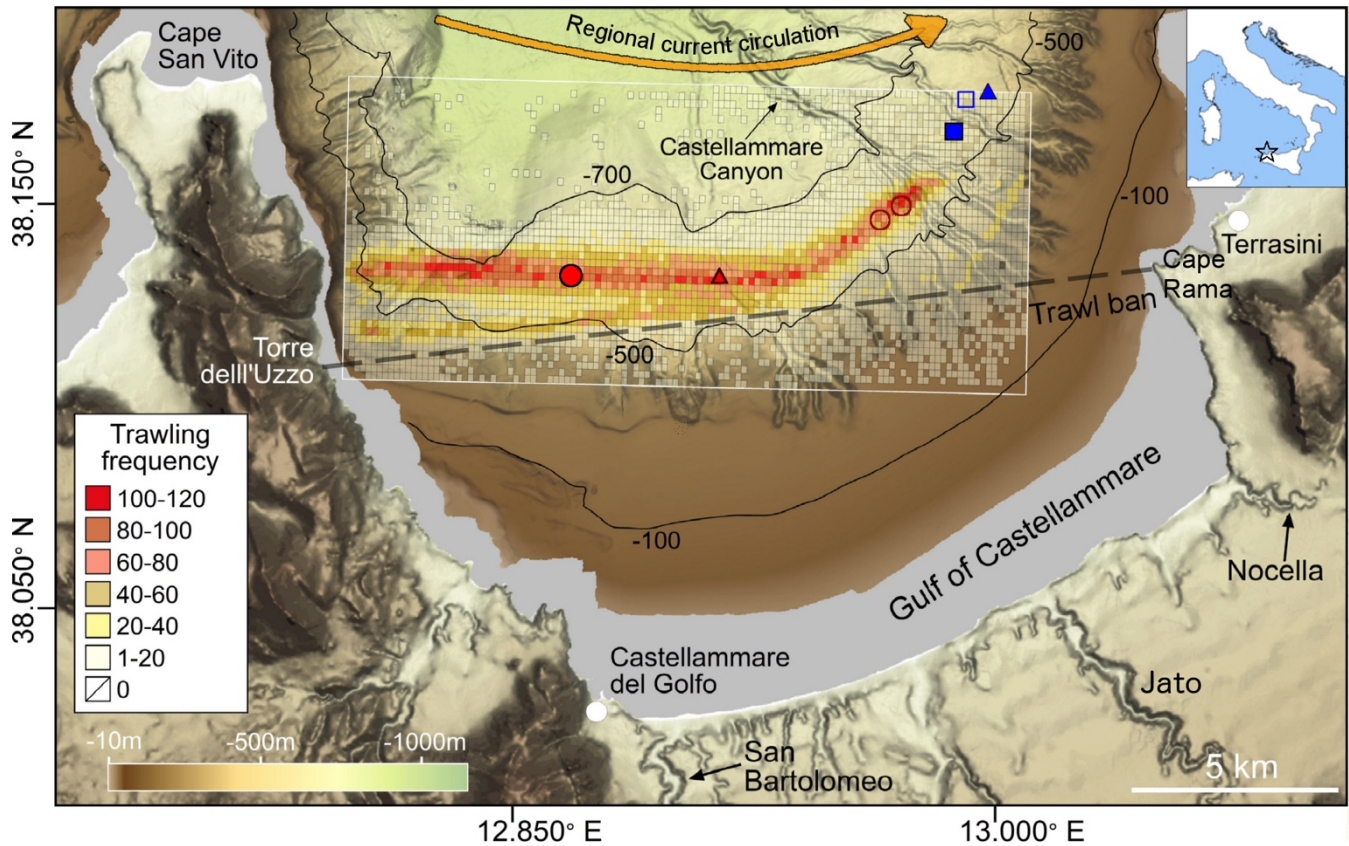 Cape
San Vito
Regional current circulation
-500
Castellammare
Canyon
-700
-100
38.150° N
Terrasini
Cape
Rama
Trawl ban
Torre
delll'Uzzo
-500
Trawling
frequency
100-120
80-100
60-80
40-60
20-40
1-20
0
-100
Gulf of Castellammare
Nocella
38.050° N
Castellammare
del Golfo
Jato
San
Bartolomeo
-10m
-500m
-1000m
5 km
12.850° E
13.000° E